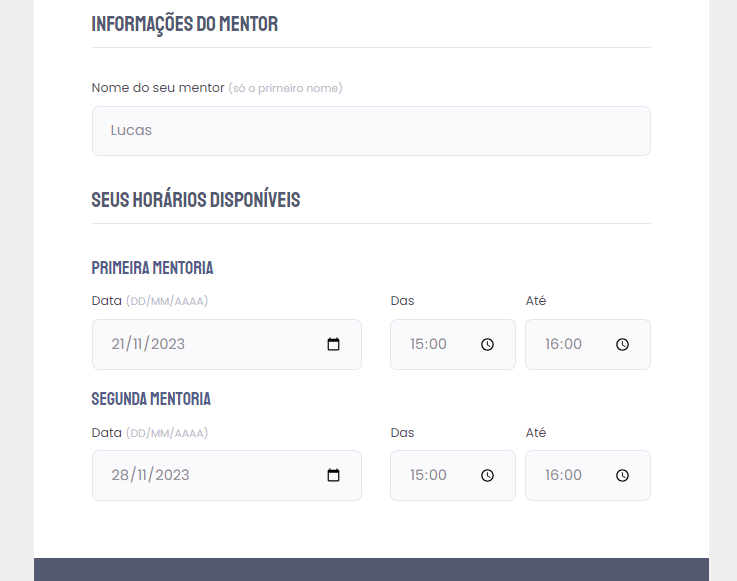 INFORMAÇÕES DO MENTOR
Nome do seu mentor (só o primeiro nome)
Lucas
SEUS HORÁRIOS DISPONÍVEIS
PRIMEIRA MENTORIA
Data (DD/MM/AAAA) Das Até
21/11/2023 15:00 16:00
SEGUNDA MENTORIA
Data (DD/MM/AAAA) Das Até
28/11/2023 15:00 16:00